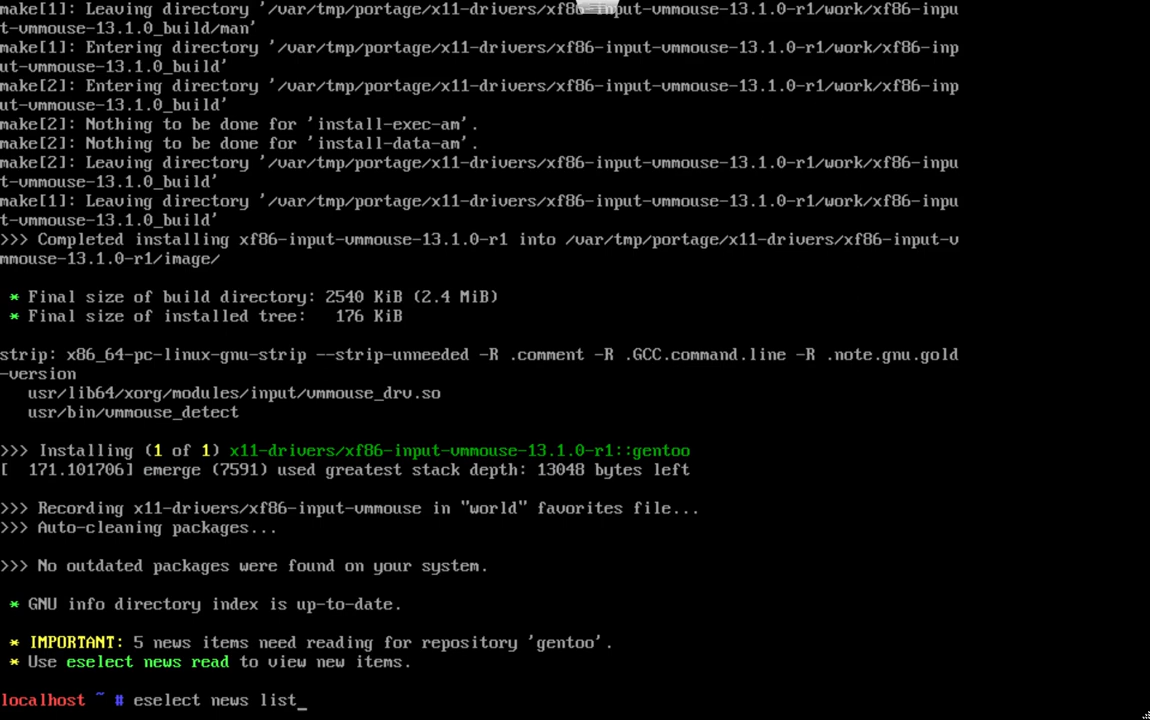 make[1]: Leaving directory '/var/tmp/portage/x11-drivers/xf86-input-vmmouse-13.1.0-r1/work/xf86-inpu
t-vmmouse-13.1.0_build/man'
make[1]: Entering directory '/var/tmp/portage/x11-drivers/xf86-input-vmmouse-13.1.0-r1/work/xf86-inp
ut-vmmouse-13.1.0_build'
make[2]: Entering directory '/var/tmp/portage/x11-drivers/xf86-input-vmmouse-13.1.0-r1/work/xf86-inp
ut-vmmouse-13.1.0_build'
make[2]: Nothing to be done for 'install-exec-am'.
make[2]: Nothing to be done for 'install-data-am'.
make[2]: Leaving directory '/var/tmp/portage/x11-drivers/xf86-input-vmmouse-13.1.0-r1/work/xf86-inpu
t-vmmouse-13.1.0_build'
make[1]: Leaving directory '/var/tmp/portage/x11-drivers/xf86-input-vmmouse-13.1.0-r1/work/xf86-inpu
t-vmmouse-13.1.0_build'
>>> Completed installing xf86-input-vmmouse-13.1.0-r1 into /var/tmp/portage/x11-drivers/xf86-input-v
mmouse-13.1.0-r1/image/
* Final size of build directory: 2540 KiB (2.4 MiB)
* Final size of installed tree:   176 KiB
strip: x86_64-pc-linux-gnu-strip --strip-unneeded -R .comment -R .GCC.command.line -R .note.gnu.gold
-version
usr/lib64/xorg/modules/input/vmmouse_drv.so
usr/bin/vmmouse_detect
>>> Installing (1 of 1) x11-drivers/xf86-input-vmmouse-13.1.0-r1::gentoo
[  171.101706] emerge (7591) used greatest stack depth: 13048 bytes left
>>> Recording x11-drivers/xf86-input-vmmouse in "world" favorites file...
>>> Auto-cleaning packages...
>>> No outdated packages were found on your system.
* GNU info directory index is up-to-date.
* IMPORTANT: 5 news items need reading for repository 'gentoo'.
* Use eselect news read to view new items.
localhost ~ # eselect news list_